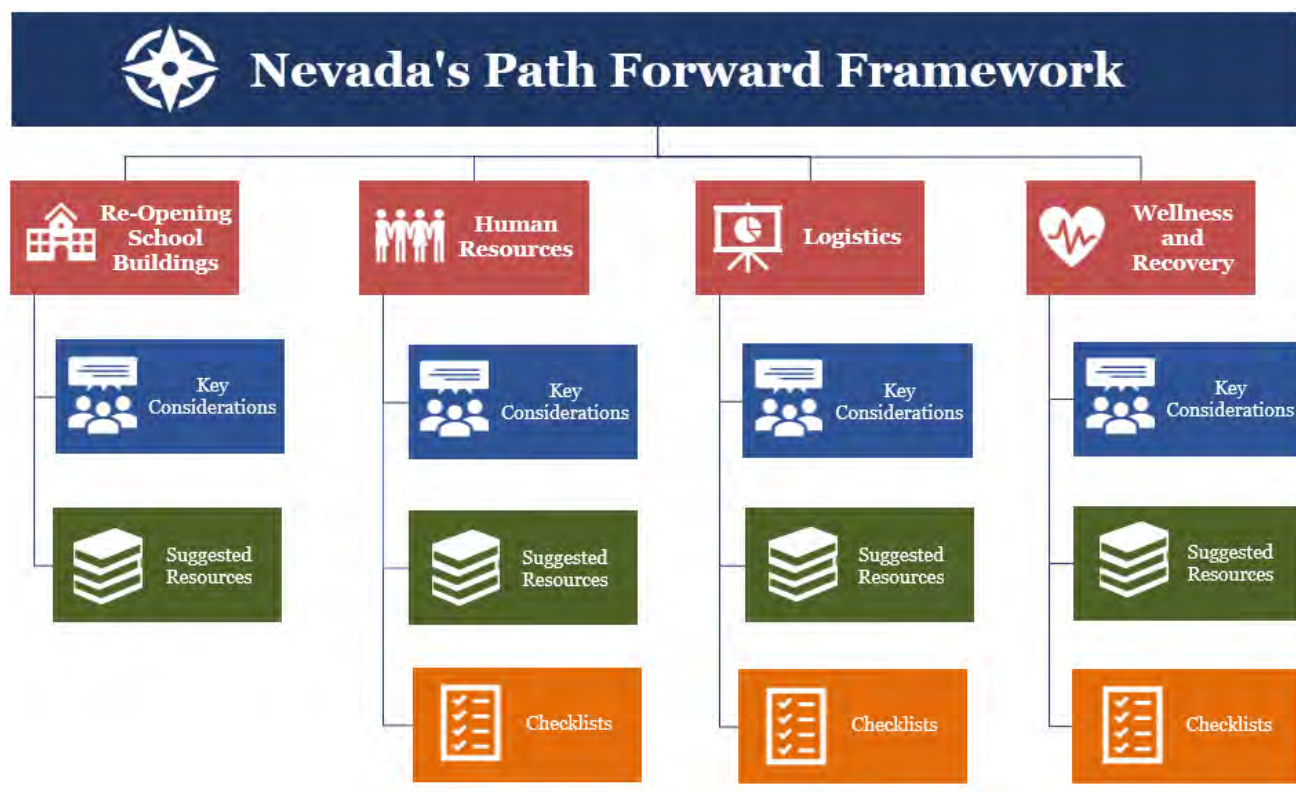 Nevada's Path Forward Framework
Re-Opening
School
Buildings
Human
Resources
Logistics
Wellness
and
Recovery
Key
Considerations
Key
Considerations
Key
Considerations
Key
Considerations
Suggested
Resources
Suggested
Resources
Suggested
Resources
Suggested
Resources
Checklists
Checklists
Checklists